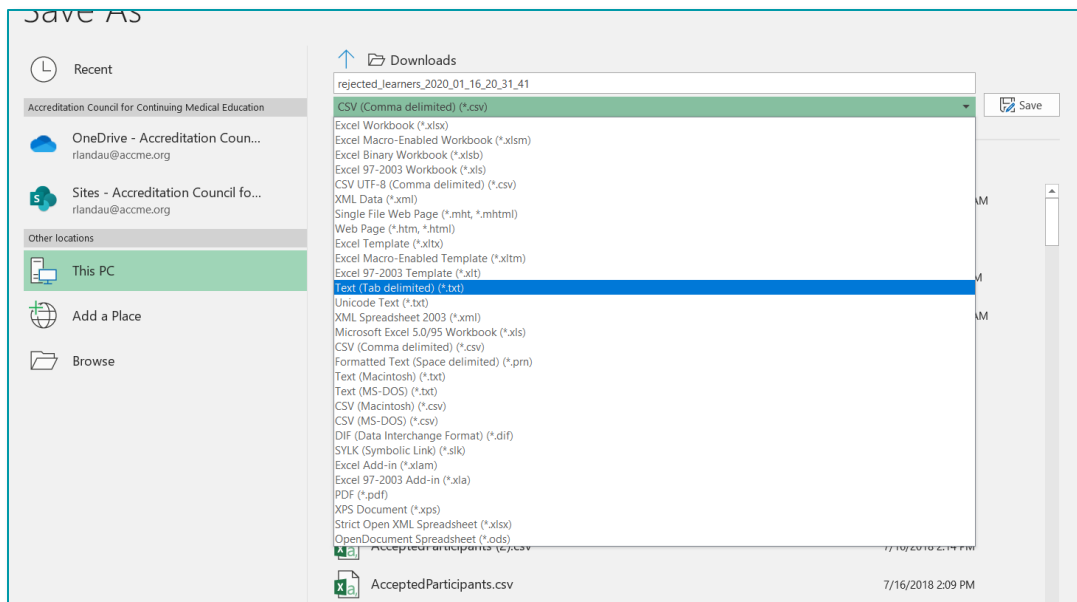 Save As
Recent
Accreditation Council for Continuing Medical Education
OneDrive - Accreditation Coun...
rlandau@accme.org
Sites - Accreditation Council fo...
rlandau@accme.org
Other locations
This PC
Add a Place
Browse
Downloads
rejected_learners_2020_01_16_20_31_41
CSV (Comma delimited) (*.csv)
Save
Excel Workbook (*.xlsx)
Excel Macro-Enabled Workbook (*.xlsm)
Excel Binary Workbook (*.xlsb)
Excel 97-2003 Workbook (*.xls)
CSV UTF-8 (Comma delimited) (*.csv)
XML Data (*.xml)
Single File Web Page (*.mht, *.mhtml)
Web Page (*.htm, *.html)
Excel Template (*.xltx)
Excel Macro-Enabled Template (*.xltm)
Excel 97-2003 Template (*.xlt)
Text (Tab delimited) (*.txt)
Unicode Text (*.txt)
XML Spreadsheet 2003 (*.xml)
Microsoft Excel 5.0/95 Workbook (*.xls)
CSV (Comma delimited) (*.csv)
Formatted Text (Space delimited) (*.prn)
Text (Macintosh) (*.txt)
Text (MS-DOS) (*.txt)
CSV (Macintosh) (*.csv)
CSV (MS-DOS) (*.csv)
DIF (Data Interchange Format) (*.dif)
SYLK (Symbolic Link) (*.slk)
Excel Add-in (*.xlam)
Excel 97-2003 Add-in (*.xla)
PDF (*.pdf)
XPS Document (*.xps)
Strict Open XML Spreadsheet (*.xlsx)
OpenDocument Spreadsheet (*.ods)
AcceptedParticipants (2).csv 7/16/2018 2:14 PM
AcceptedParticipants.csv 7/16/2018 2:09 PM